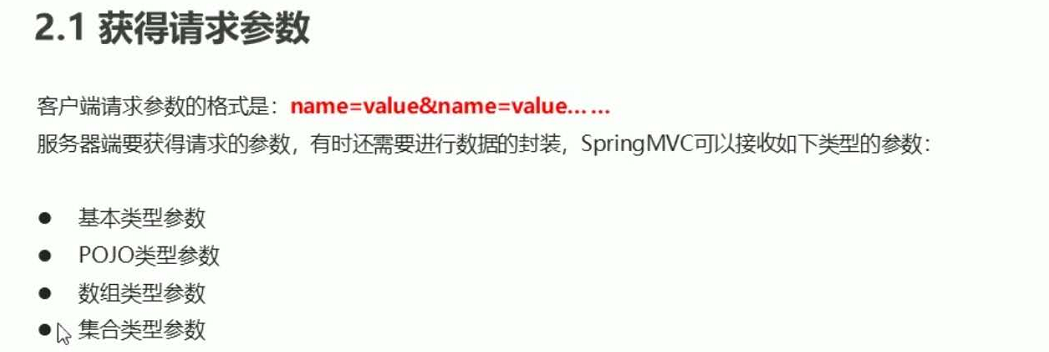 2.1 获得请求参数
客户端请求参数的格式是：name=value&name=value… …
服务器端要获得请求的参数，有时还需要进行数据的封装，SpringMVC可以接收如下类型的参数：
● 基本类型参数
● POJO类型参数
● 数组类型参数
● 集合类型参数